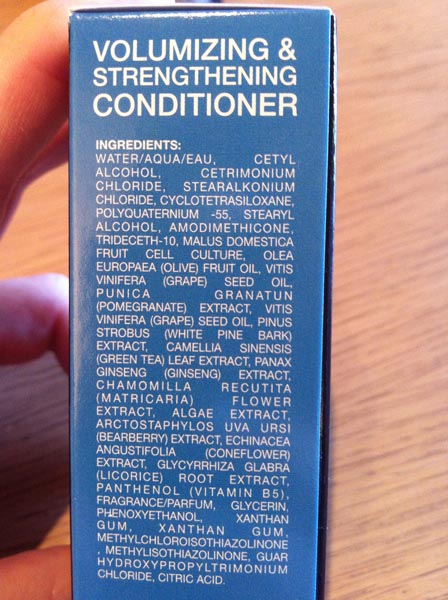 VOLUMIZING &
STRENGTHENING
CONDITIONER
INGREDIENTS:
WATER/AQUA/EAU, CETYL
ALCOHOL, CETRIMONIUM
CHLORIDE, STEARALKONIUM
CHLORIDE, CYCLOTETRASILOXANE,
POLYQUATERNIUM -55, STEARYL
ALCOHOL, AMODIMETHICONE,
TRIDECETH-10, MALUS DOMESTICA
FRUIT CELL CULTURE, OLEA
EUROPAEA (OLIVE) FRUIT OIL, VITIS
VINIFERA (GRAPE) SEED OIL,
PUNICA GRANATUN
(POMEGRANATE) EXTRACT, VITIS
VINIFERA (GRAPE) SEED OIL, PINUS
STROBUS (WHITE PINE BARK)
EXTRACT, CAMELLIA SINENSIS
(GREEN TEA) LEAF EXTRACT, PANAX
GINSENG (GINSENG) EXTRACT,
CHAMOMILLA RECUTITA
(MATRICARIA) FLOWER
EXTRACT, ALGAE EXTRACT,
ARCTOSTAPHYLOS UVA URSI
(BEARBERRY) EXTRACT, ECHINACEA
ANGUSTIFOLIA (CONEFLOWER)
EXTRACT, GLYCYRRHIZA GLABRA
(LICORICE) ROOT EXTRACT,
PANTHENOL (VITAMIN B5),
FRAGRANCE/PARFUM, GLYCERIN,
PHENOXYETHANOL, XANTHAN
GUM, XANTHAN GUM,
METHYLCHLOROISOTHIAZOLINONE
, METHYLISOTHIAZOLINONE, GUAR
HYDROXYPROPYLTRIMONIUM
CHLORIDE, CITRIC ACID.